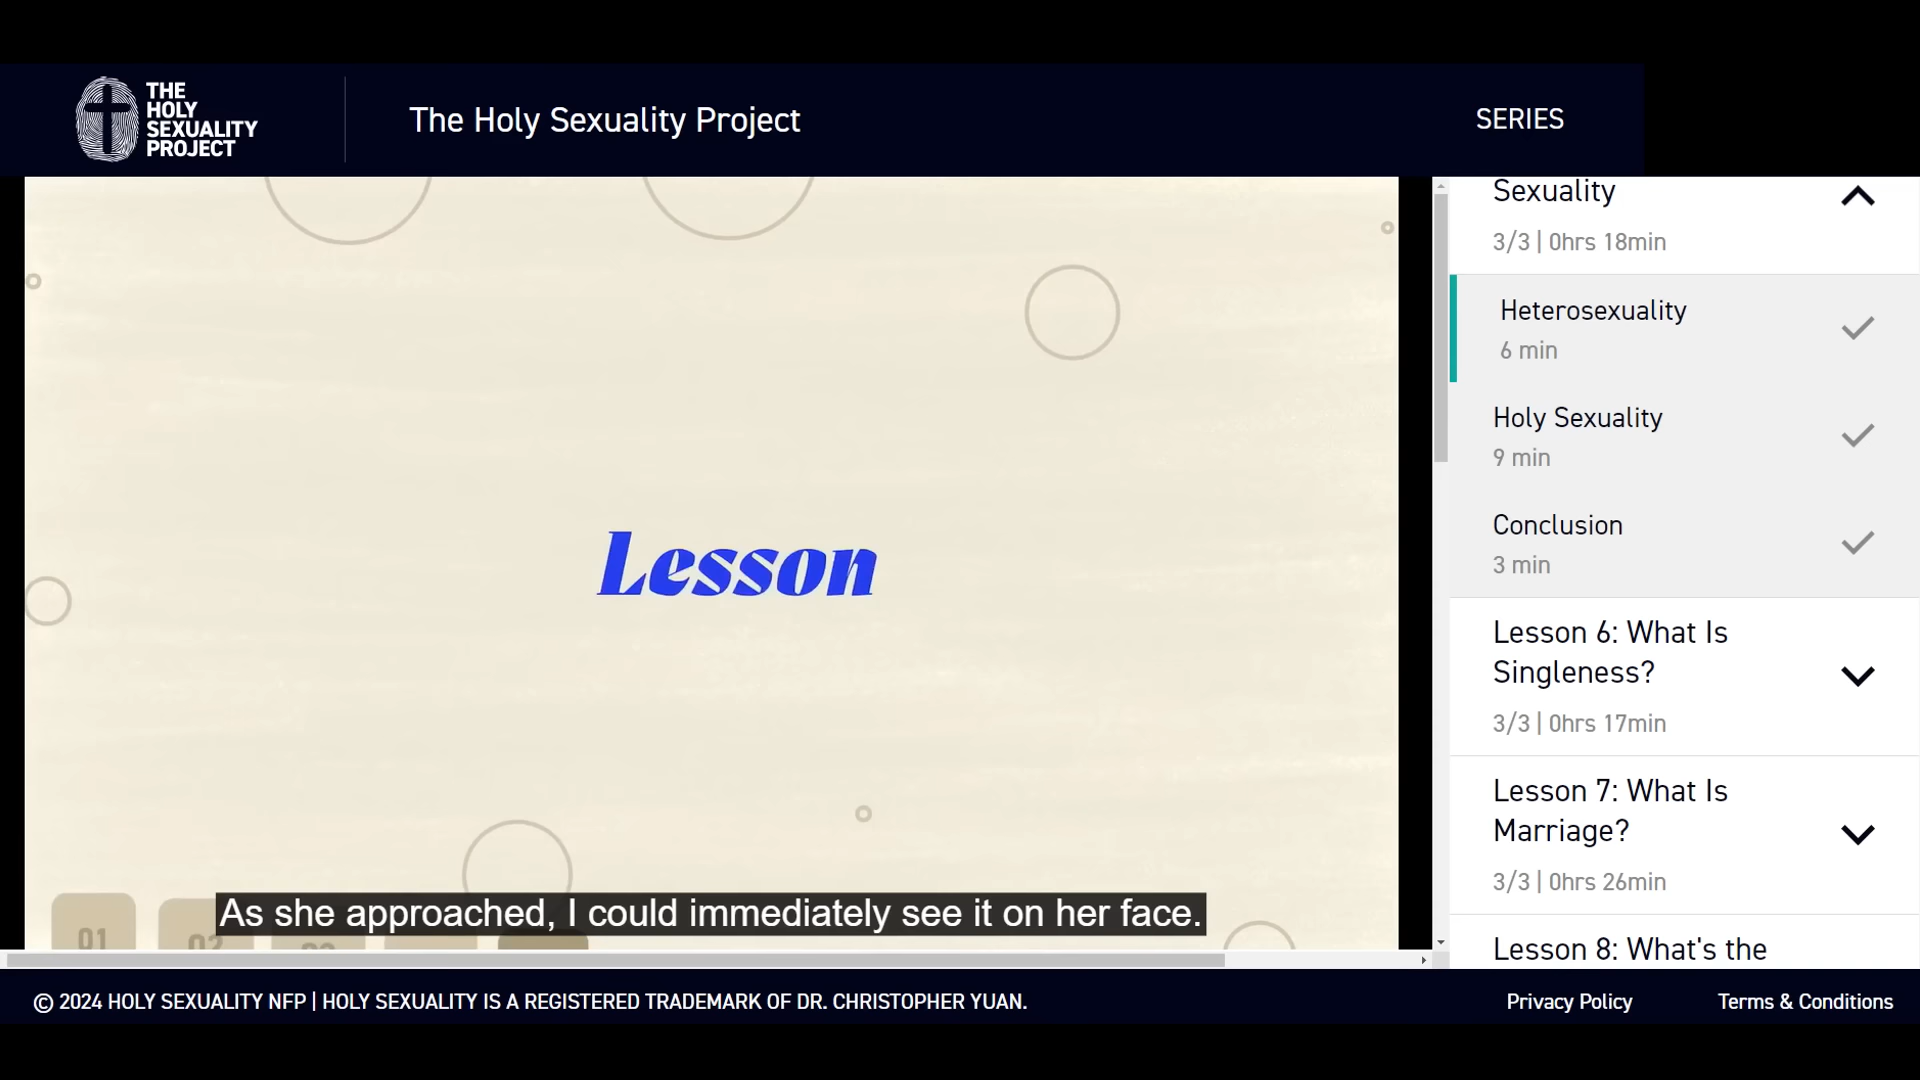 THE
HOLY
SEXUALITY
PROJECT
The Holy Sexuality Project
SERIES
Lesson
01
02
03
As she approached, I could immediately see it on her face.
Sexuality
3/3 | 0hrs 18min
Heterosexuality
6 min
Holy Sexuality
9 min
Conclusion
3 min
Lesson 6: What Is
Singleness?
3/3 | 0hrs 17min
Lesson 7: What Is
Marriage?
3/3 | 0hrs 26min
Lesson 8: What's the
© 2024 HOLY SEXUALITY NFP | HOLY SEXUALITY IS A REGISTERED TRADEMARK OF DR. CHRISTOPHER YUAN.
Privacy Policy
Terms & Conditions